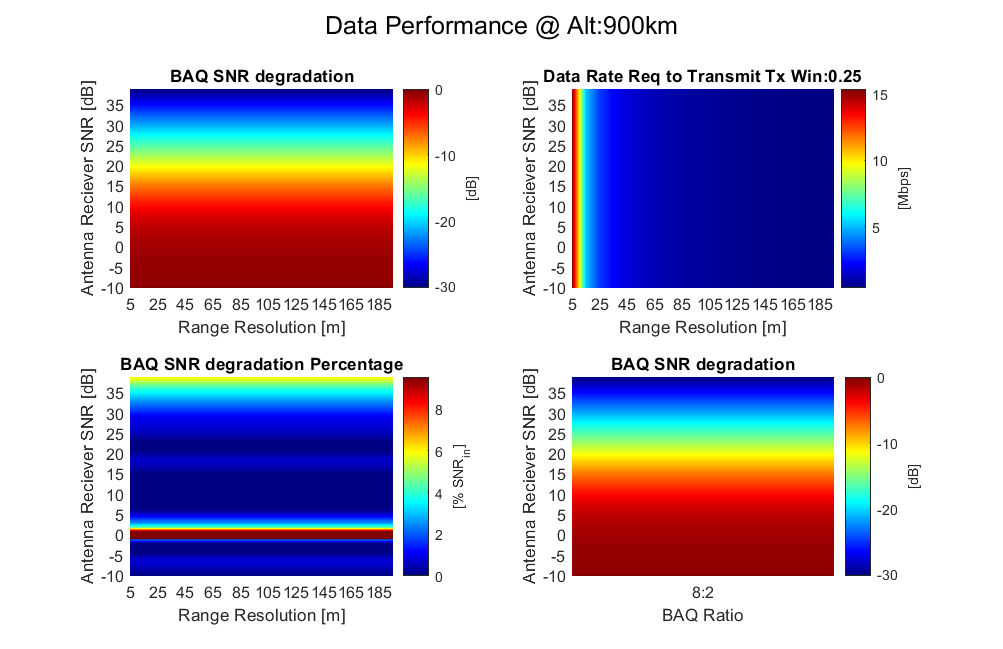 Data Performance @ Alt:900km
BAQ SNR degradation
Antenna Reciever SNR [dB]
35
30
25
20
15
10
5
0
-5
-10
5 25 45 65 85 105 125 145 165 185
Range Resolution [m]
0
-10
-20
-30
[dB]
Data Rate Req to Transmit Tx Win:0.25
Antenna Reciever SNR [dB]
35
30
25
20
15
10
5
0
-5
-10
5 25 45 65 85 105 125 145 165 185
Range Resolution [m]
15
10
5
[Mbps]
BAQ SNR degradation Percentage
Antenna Reciever SNR [dB]
35
30
25
20
15
10
5
0
-5
-10
5 25 45 65 85 105 125 145 165 185
Range Resolution [m]
8
6
4
2
0
[% SNR_in]
BAQ SNR degradation
Antenna Reciever SNR [dB]
35
30
25
20
15
10
5
0
-5
-10
8:2
BAQ Ratio
0
-10
-20
-30
[dB]